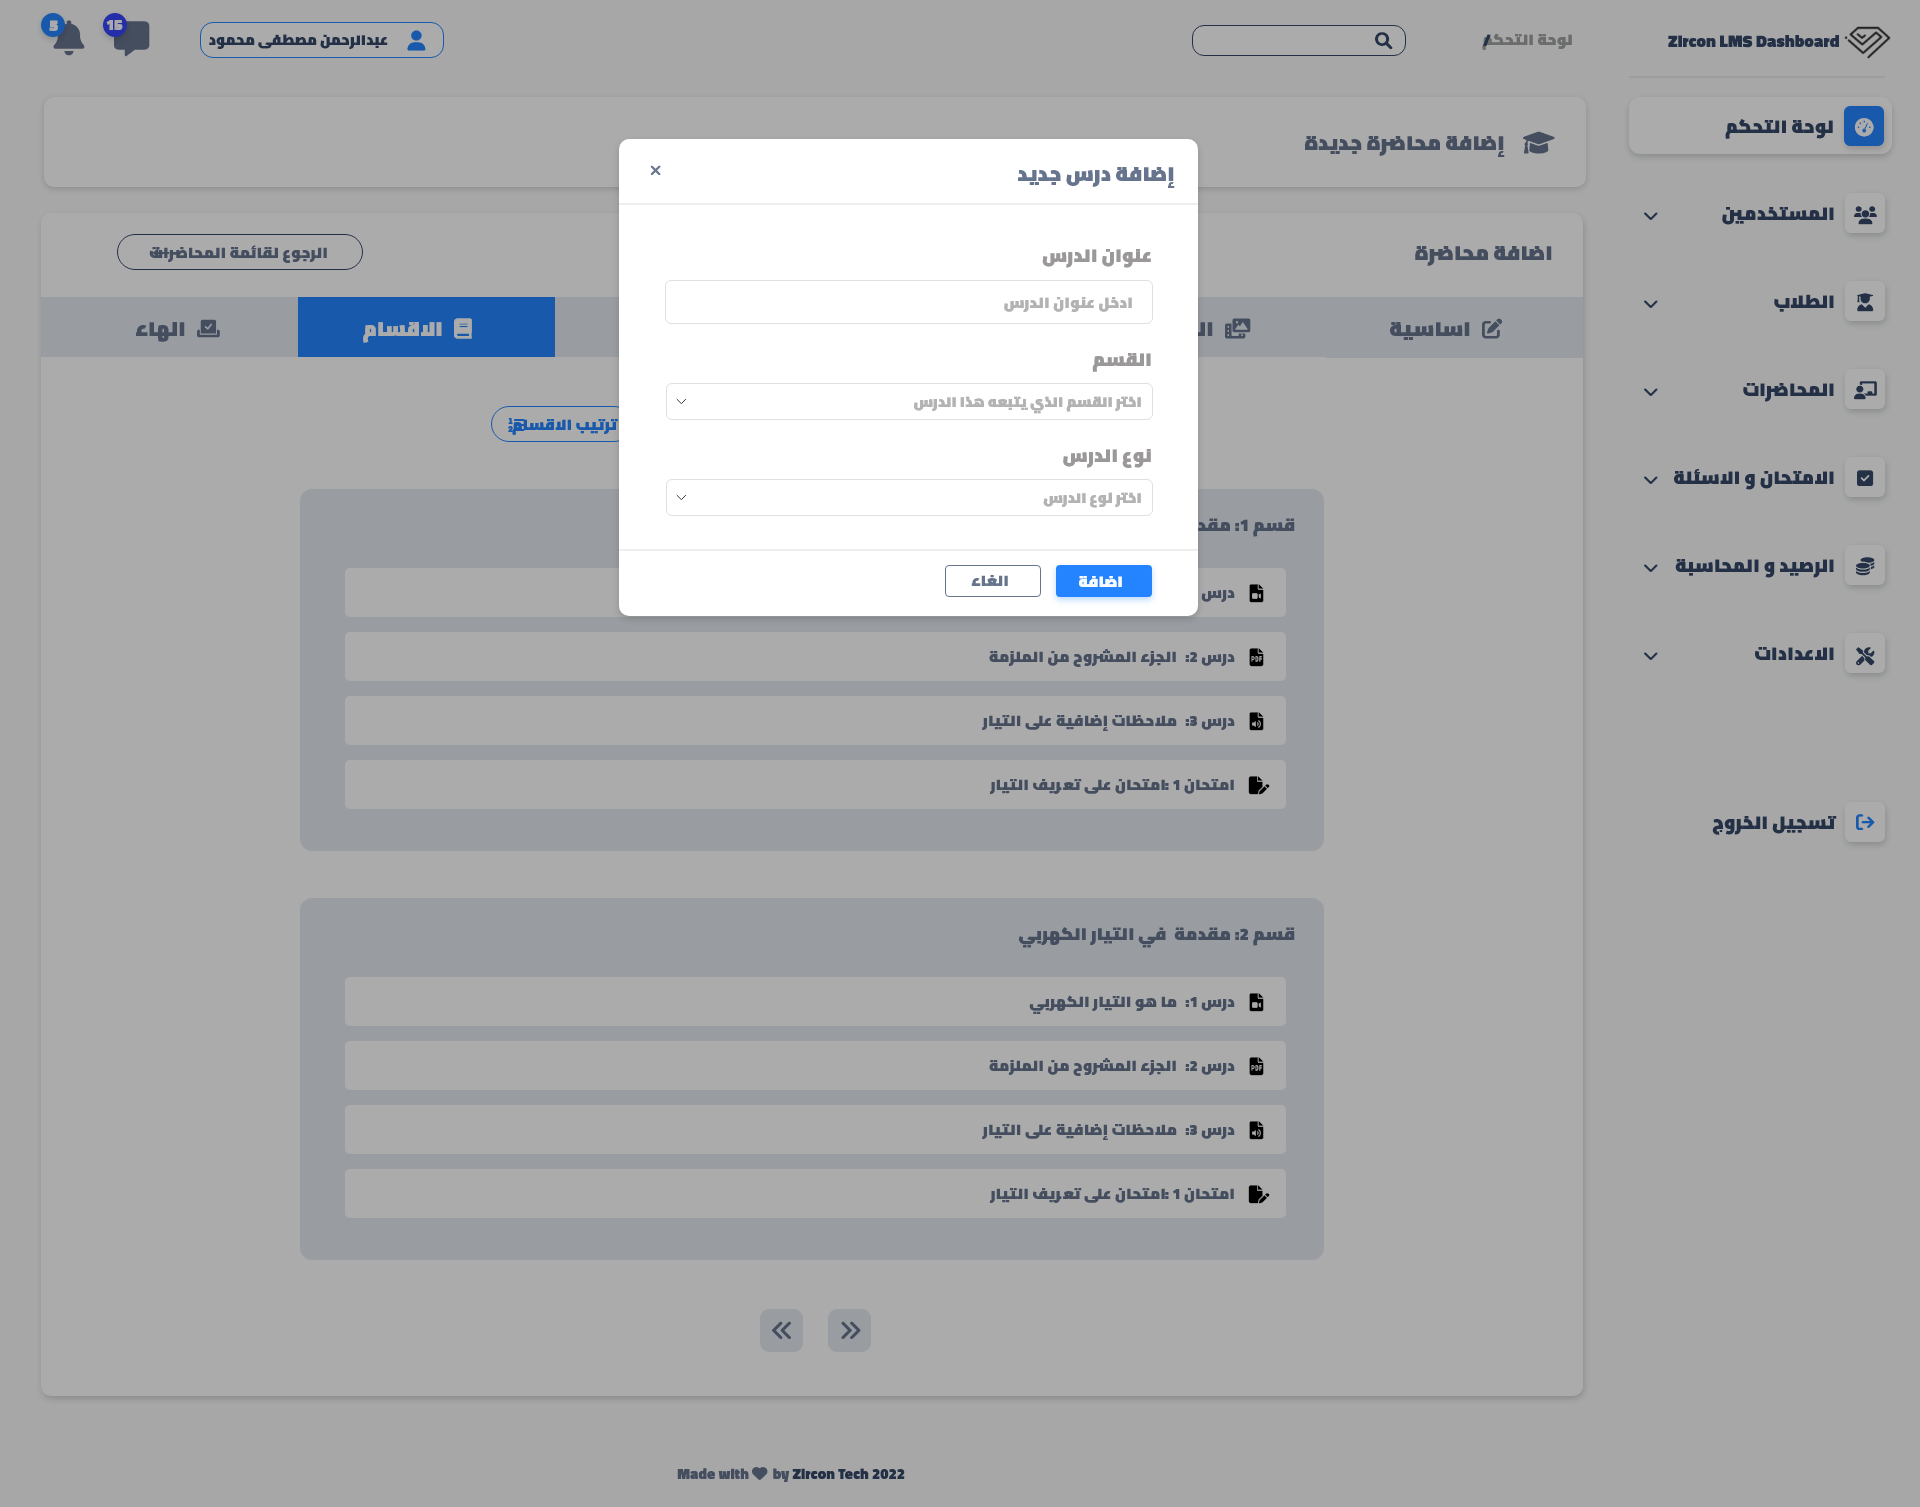 Zircon LMS Dashboard
لوحة التحكم /
عبدالرحمن مصطفى محمود
15
5
لوحة التحكم
المستخدمين
الطلاب
المحاضرات
الامتحان و الاسئلة
الرصيد و المحاسبة
الاعدادات
تسجيل الخروج
إضافة محاضرة جديدة
اضافة محاضرة
الرجوع لقائمة المحاضرات
اساسية
الاقسام
الهاء
ترتيب الاقسام
إضافة درس جديد
×
علوان الدرس
ادخل عنوان الدرس
القسم
اختر القسم الذي يتبعه هذا الدرس
نوع الدرس
اختر نوع الدرس
اضافة
الغاء
قسم 1:
درس
درس 2: الجزء المشروح من الملزمة
درس 3: ملاحظات إضافية على التيار
امتحان 1 :امتحان على تعريف التيار
قسم 2: مقدمة في التيار الكهربي
درس 1: ما هو التيار الكهربي
درس 2: الجزء المشروح من الملزمة
درس 3: ملاحظات إضافية على التيار
امتحان 1 :امتحان على تعريف التيار
Made with by Zircon Tech 2022